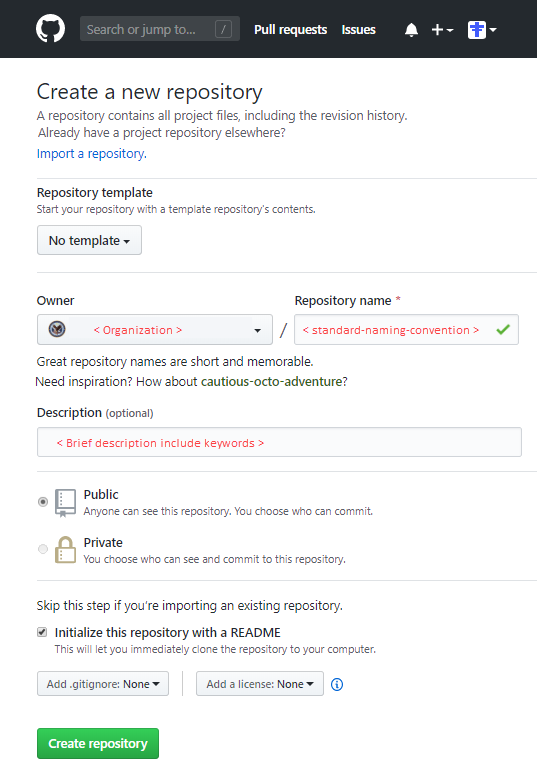 Search or jump to... /
Pull requests
Issues
Create a new repository
A repository contains all project files, including the revision history.
Already have a project repository elsewhere?
Import a repository.
Repository template
Start your repository with a template repository's contents.
No template
Owner
Repository name *
< Organization >
/
< standard-naming-convention >
Great repository names are short and memorable.
Need inspiration? How about cautious-octo-adventure?
Description (optional)
< Brief description include keywords >
Public
Anyone can see this repository. You choose who can commit.
Private
You choose who can see and commit to this repository.
Skip this step if you're importing an existing repository.
Initialize this repository with a README
This will let you immediately clone the repository to your computer.
Add .gitignore: None
Add a license: None
Create repository